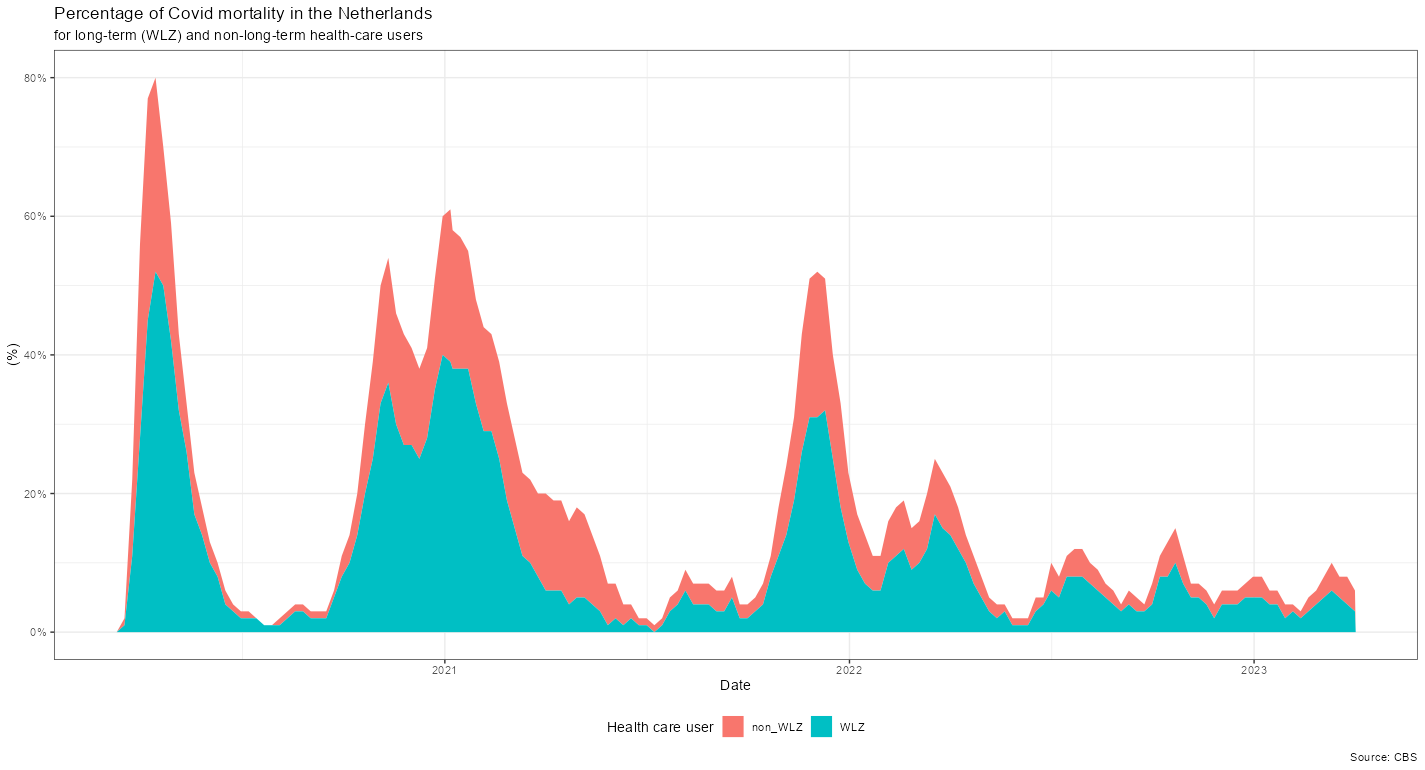 Percentage of Covid mortality in the Netherlands
for long-term (WLZ) and non-long-term health-care users
80%
60%
40%
20%
0%
(%)
2021 2022 2023
Date
Health care user non_WLZ WLZ
Source: CBS